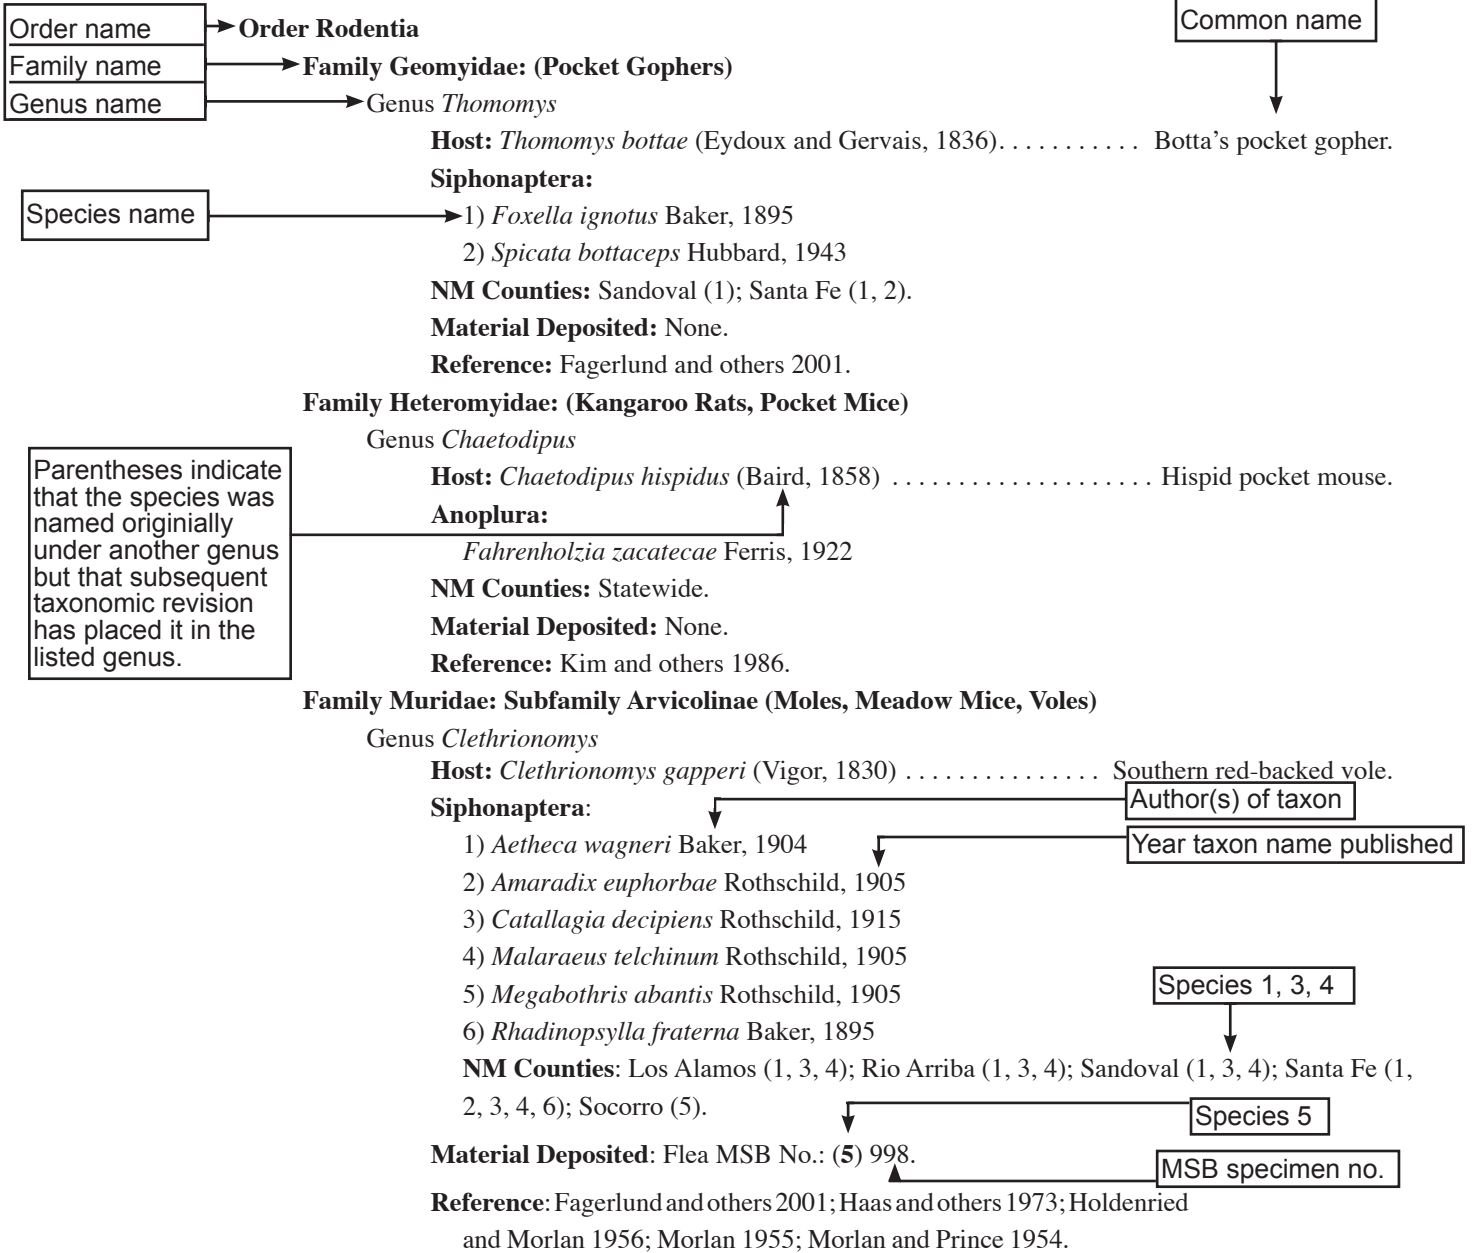 Order name
Order Rodentia
Common name
Family name
Family Geomyidae: (Pocket Gophers)
Genus name
Genus Thomomys
Host: Thomomys bottae (Eydoux and Gervais, 1836). . . . . . . . . . . Botta's pocket gopher.
Siphonaptera:
Species name
1) Foxella ignotus Baker, 1895
2) Spicata bottaceps Hubbard, 1943
NM Counties: Sandoval (1); Santa Fe (1, 2).
Material Deposited: None.
Reference: Fagerlund and others 2001.
Family Heteromyidae: (Kangaroo Rats, Pocket Mice)
Genus Chaetodipus
Parentheses indicate
that the species was
named originially
under another genus
but that subsequent
taxonomic revision
has placed it in the
listed genus.
Host: Chaetodipus hispidus (Baird, 1858) . . . . . . . . . . . . . . . . . . . . Hispid pocket mouse.
Anoplura:
Fahrenholzia zacatecae Ferris, 1922
NM Counties: Statewide.
Material Deposited: None.
Reference: Kim and others 1986.
Family Muridae: Subfamily Arvicolinae (Moles, Meadow Mice, Voles)
Genus Clethrionomys
Host: Clethrionomys gapperi (Vigor, 1830) . . . . . . . . . . . . . . . Southern red-backed vole.
Siphonaptera:
Author(s) of taxon
1) Aetheca wagneri Baker, 1904
Year taxon name published
2) Amaradix euphorbae Rothschild, 1905
3) Catallagia decipiens Rothschild, 1915
4) Malaraeus telchinum Rothschild, 1905
5) Megabothris abantis Rothschild, 1905
Species 1, 3, 4
6) Rhadinopsylla fraterna Baker, 1895
NM Counties: Los Alamos (1, 3, 4); Rio Arriba (1, 3, 4); Sandoval (1, 3, 4); Santa Fe (1,
2, 3, 4, 6); Socorro (5).
Species 5
Material Deposited: Flea MSB No.: (5) 998.
MSB specimen no.
Reference: Fagerlund and others 2001; Haas and others 1973; Holdenried
and Morlan 1956; Morlan 1955; Morlan and Prince 1954.